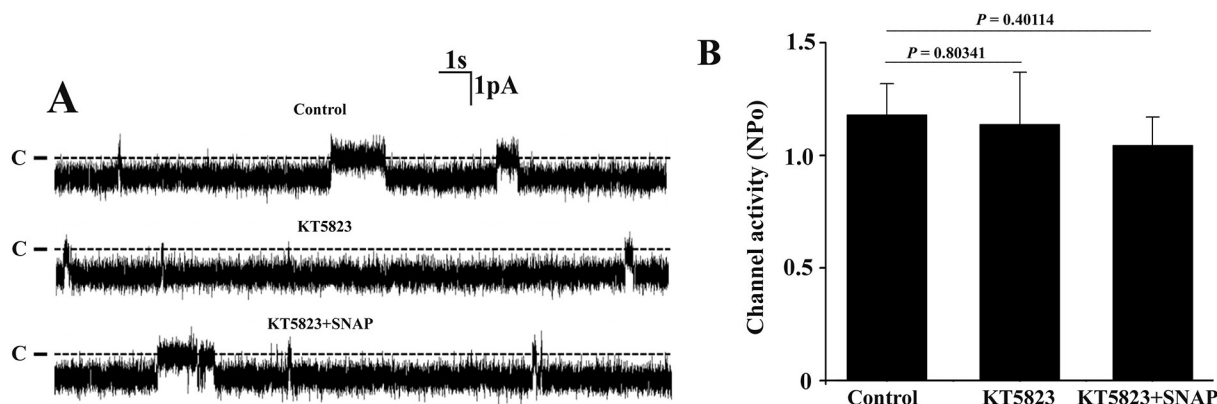 A
1s
1pA
Control
C
KT5823
C
KT5823+SNAP
C
B
P = 0.40114
P = 0.80341
1.5
1.0
0.5
0
Channel activity (NPo)
Control
KT5823
KT5823+SNAP